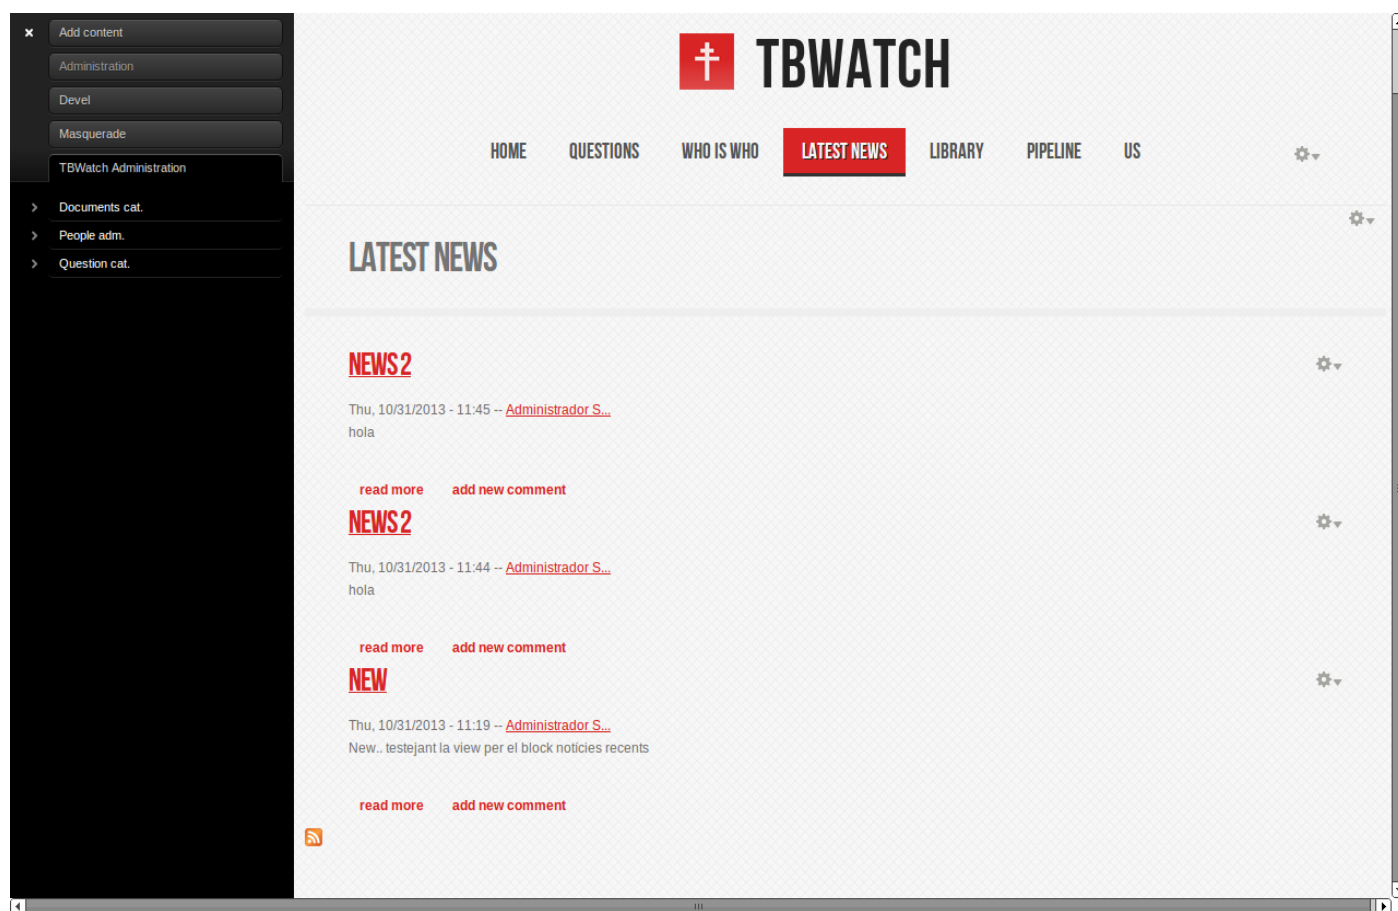 Add content
Administration
Devel
Masquerade
TBWatch Administration
Documents cat.
People adm.
Question cat.
TBWATCH
HOME QUESTIONS WHO IS WHO LATEST NEWS LIBRARY PIPELINE US
LATEST NEWS
NEWS 2
Thu, 10/31/2013 - 11:45 -- Administrador S...
hola
read more add new comment
NEWS 2
Thu, 10/31/2013 - 11:44 -- Administrador S...
hola
read more add new comment
NEW
Thu, 10/31/2013 - 11:19 -- Administrador S...
New.. testejant la view per el block noticies recents
read more add new comment